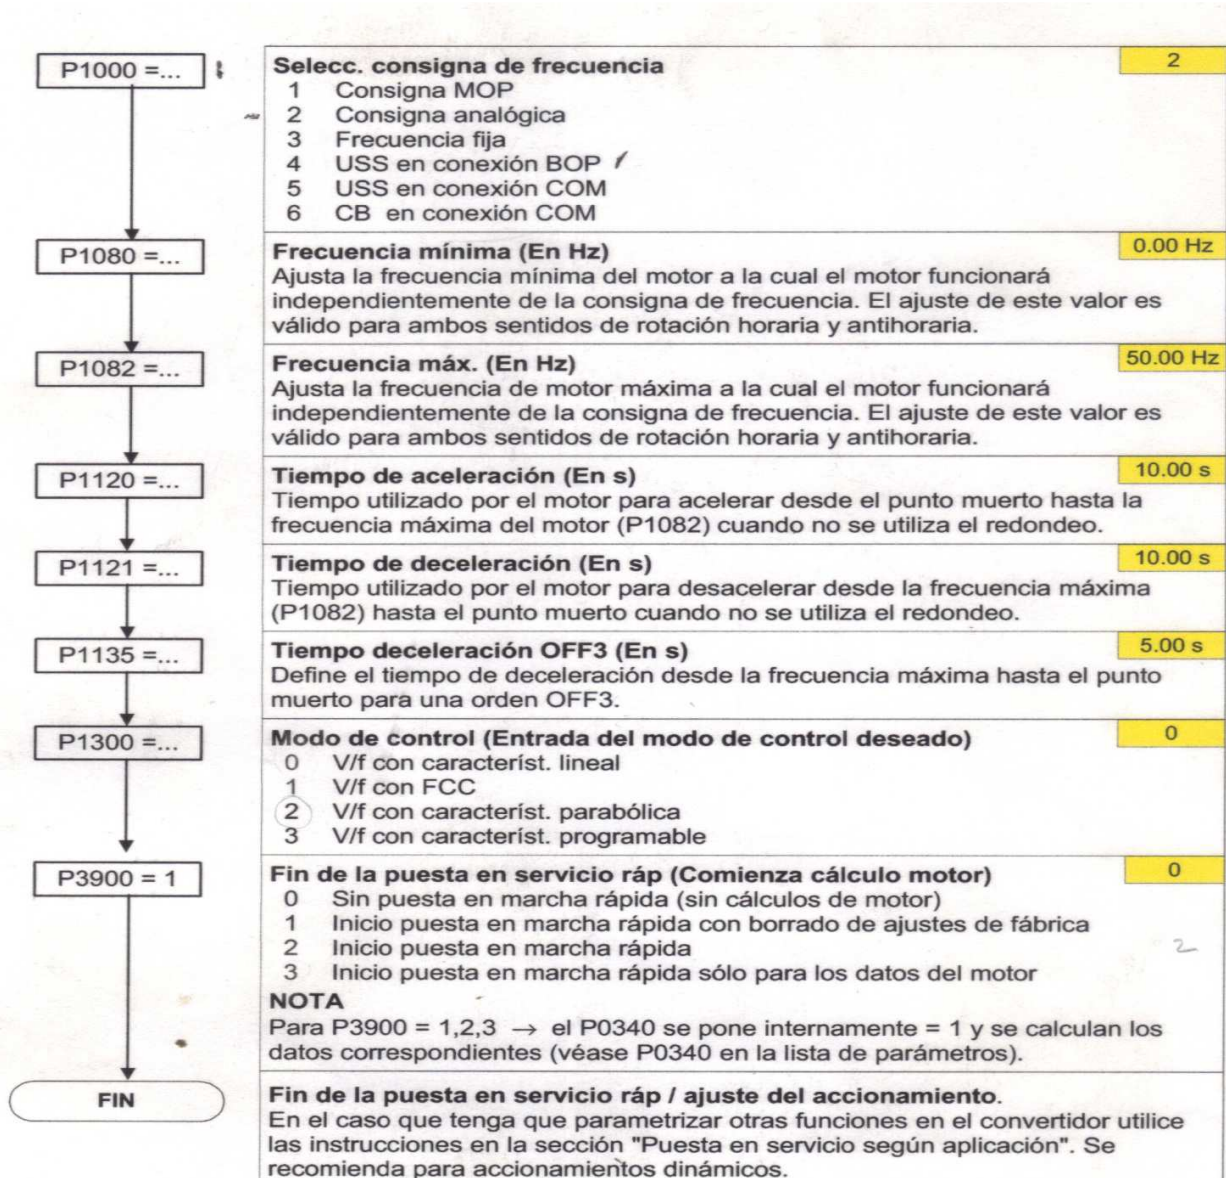 P1000 =...
Selecc. consigna de frecuencia 2
1 Consigna MOP
2 Consigna analógica
3 Frecuencia fija
4 USS en conexión BOP
5 USS en conexión COM
6 CB en conexión COM
P1080 =...
Frecuencia mínima (En Hz) 0.00 Hz
Ajusta la frecuencia mínima del motor a la cual el motor funcionará
independientemente de la consigna de frecuencia. El ajuste de este valor es
válido para ambos sentidos de rotación horaria y antihoraria.
P1082 =...
Frecuencia máx. (En Hz) 50.00 Hz
Ajusta la frecuencia de motor máxima a la cual el motor funcionará
independientemente de la consigna de frecuencia. El ajuste de este valor es
válido para ambos sentidos de rotación horaria y antihoraria.
P1120 =...
Tiempo de aceleración (En s) 10.00 s
Tiempo utilizado por el motor para acelerar desde el punto muerto hasta la
frecuencia máxima del motor (P1082) cuando no se utiliza el redondeo.
P1121 =...
Tiempo de deceleración (En s) 10.00 s
Tiempo utilizado por el motor para desacelerar desde la frecuencia máxima
(P1082) hasta el punto muerto cuando no se utiliza el redondeo.
P1135 =...
Tiempo deceleración OFF3 (En s) 5.00 s
Define el tiempo de deceleración desde la frecuencia máxima hasta el punto
muerto para una orden OFF3.
P1300 =...
Modo de control (Entrada del modo de control deseado) 0
0 V/f con característ. lineal
1 V/f con FCC
2 V/f con característ. parabólica
3 V/f con característ. programable
P3900 = 1
Fin de la puesta en servicio ráp (Comienza cálculo motor) 0
0 Sin puesta en marcha rápida (sin cálculos de motor)
1 Inicio puesta en marcha rápida con borrado de ajustes de fábrica
2 Inicio puesta en marcha rápida 2
3 Inicio puesta en marcha rápida sólo para los datos del motor
NOTA
Para P3900 = 1,2,3 → el P0340 se pone internamente = 1 y se calculan los
datos correspondientes (véase P0340 en la lista de parámetros).
FIN
Fin de la puesta en servicio ráp / ajuste del accionamiento.
En el caso que tenga que parametrizar otras funciones en el convertidor utilice
las instrucciones en la sección "Puesta en servicio según aplicación". Se
recomienda para accionamientos dinámicos.